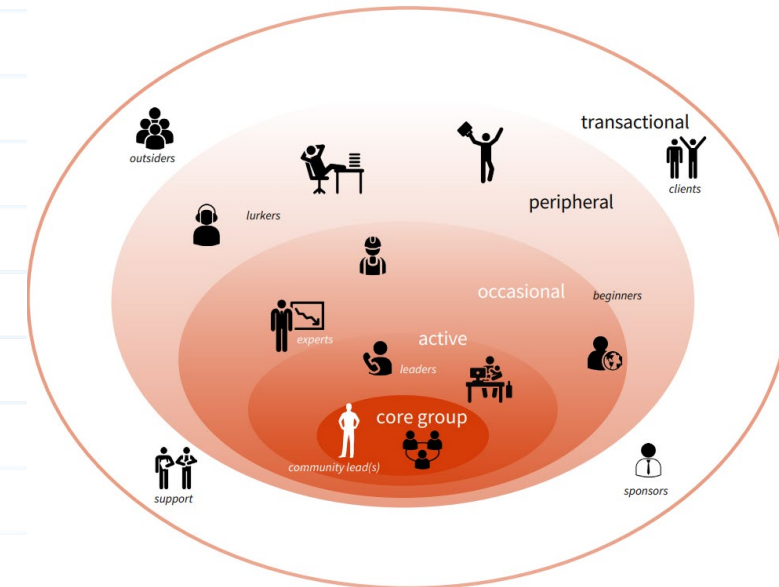 transactional
outsiders
clients
peripheral
lurkers
occasional
beginners
experts
active
leaders
core group
community lead(s)
support
sponsors